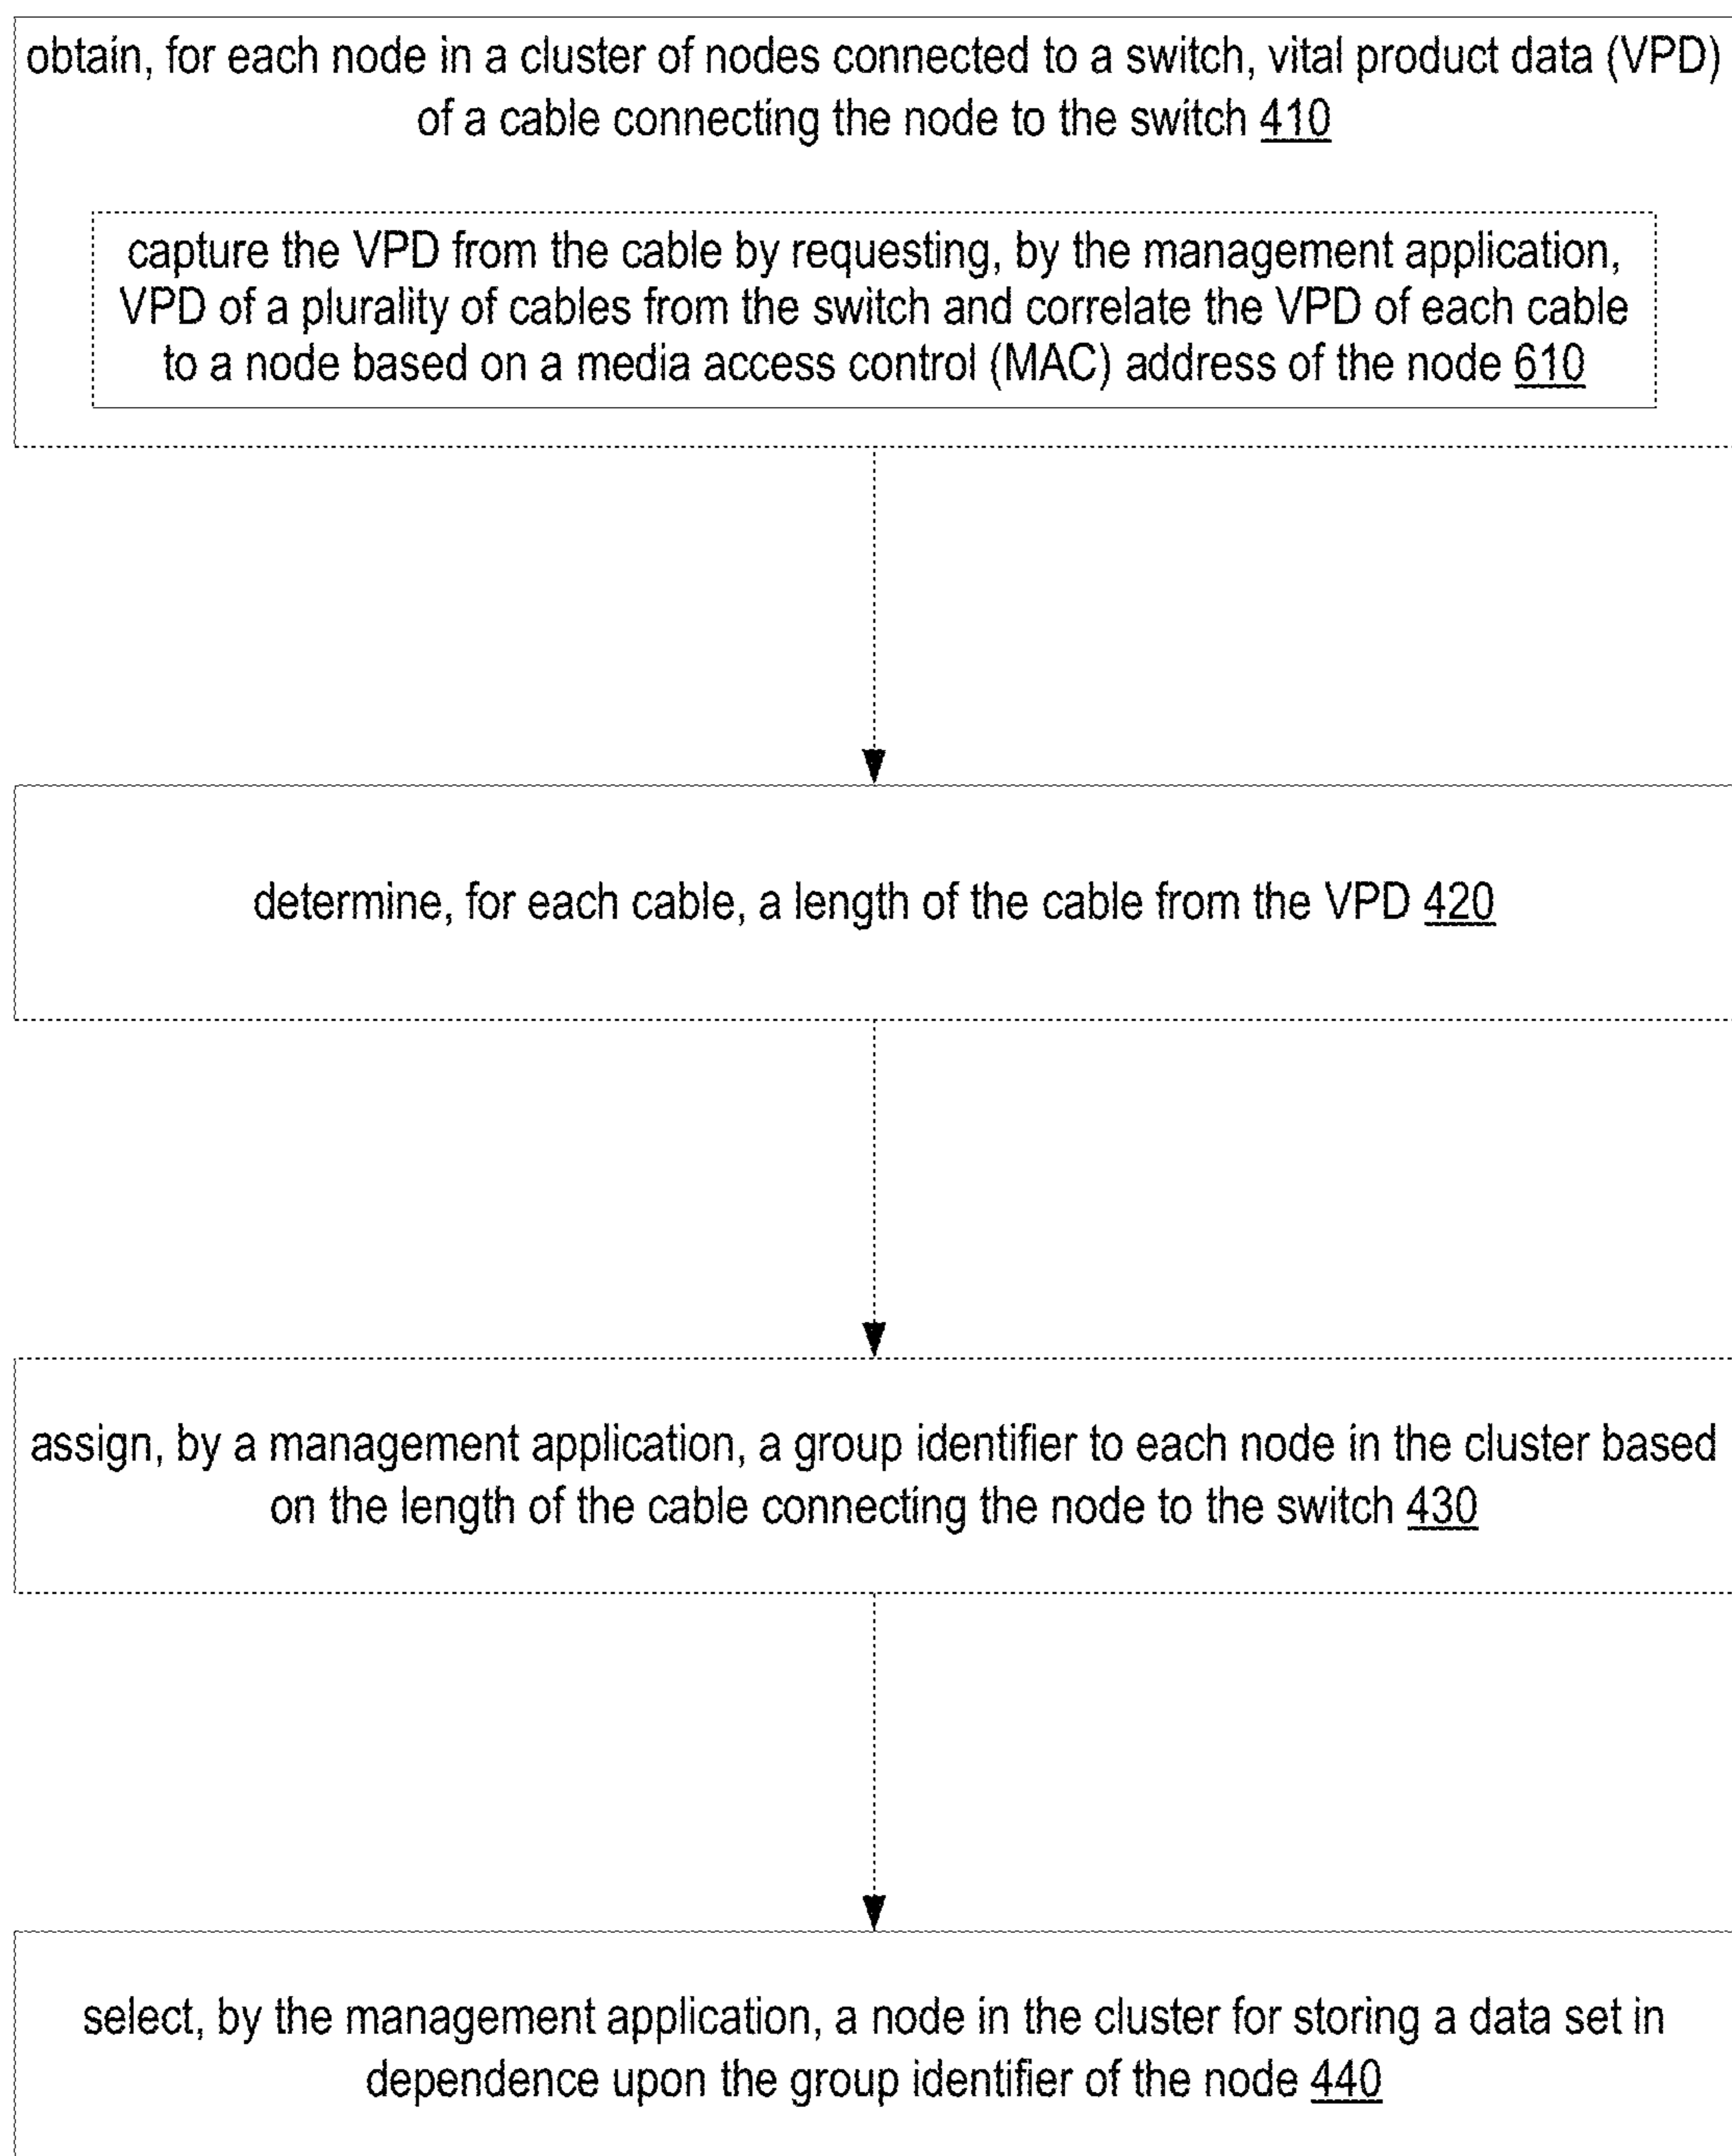 obtain, for each node in a cluster of nodes connected to a switch, vital product data (VPD)
of a cable connecting the node to the switch 410
capture the VPD from the cable by requesting, by the management application,
VPD of a plurality of cables from the switch and correlate the VPD of each cable
to a node based on a media access control (MAC) address of the node 610
determine, for each cable, a length of the cable from the VPD 420
assign, by a management application, a group identifier to each node in the cluster based
on the length of the cable connecting the node to the switch 430
select, by the management application, a node in the cluster for storing a data set in
dependence upon the group identifier of the node 440